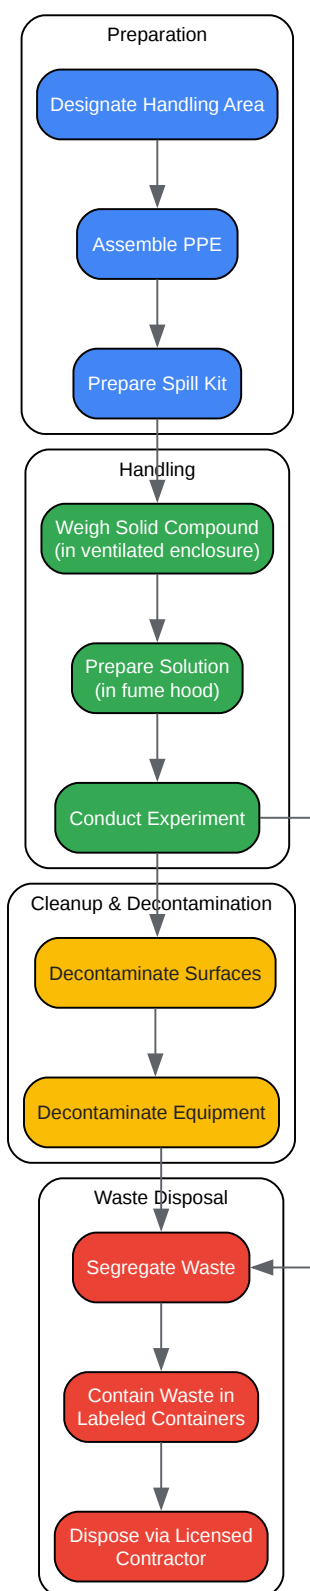 Preparation
Designate Handling Area
Assemble PPE
Prepare Spill Kit
Handling
Weigh Solid Compound
(in ventilated enclosure)
Prepare Solution
(in fume hood)
Conduct Experiment
Cleanup & Decontamination
Decontaminate Surfaces
Decontaminate Equipment
Waste Disposal
Segregate Waste
Contain Waste in
Labeled Containers
Dispose via Licensed
Contractor